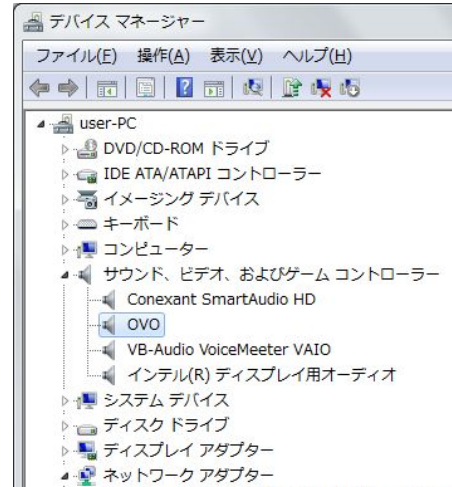 デバイス マネージャー
ファイル(F) 操作(A) 表示(V) ヘルプ(H)
user-PC
DVD/CD-ROM ドライブ
IDE ATA/ATAPI コントローラー
イメージング デバイス
キーボード
コンピューター
サウンド、ビデオ、およびゲーム コントローラー
Conexant SmartAudio HD
OVO
VB-Audio VoiceMeeter VAIO
インテル(R) ディスプレイ用オーディオ
システム デバイス
ディスク ドライブ
ディスプレイ アダプター
ネットワーク アダプター